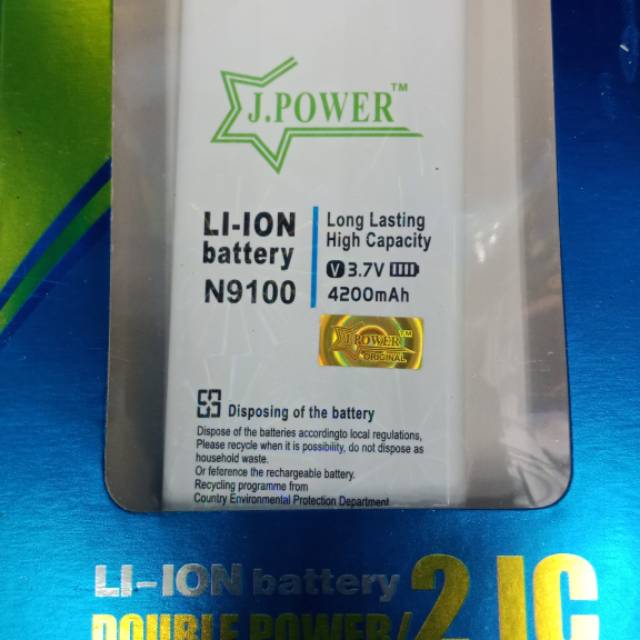 J.POWER™
LI-ION
battery
N9100
Long Lasting
High Capacity
V 3.7V
4200mAh
J.POWER™
ORIGINAL
Disposing of the battery
Dispose of the batteries accordingto local regulations,
Please recycle when it is possibility, do not dispose as
household waste.
Or feference the rechargeable battery.
Recycling programme from
Country Environmental Protection Department
LI-ION battery
DOUBLE POWER/2 IC